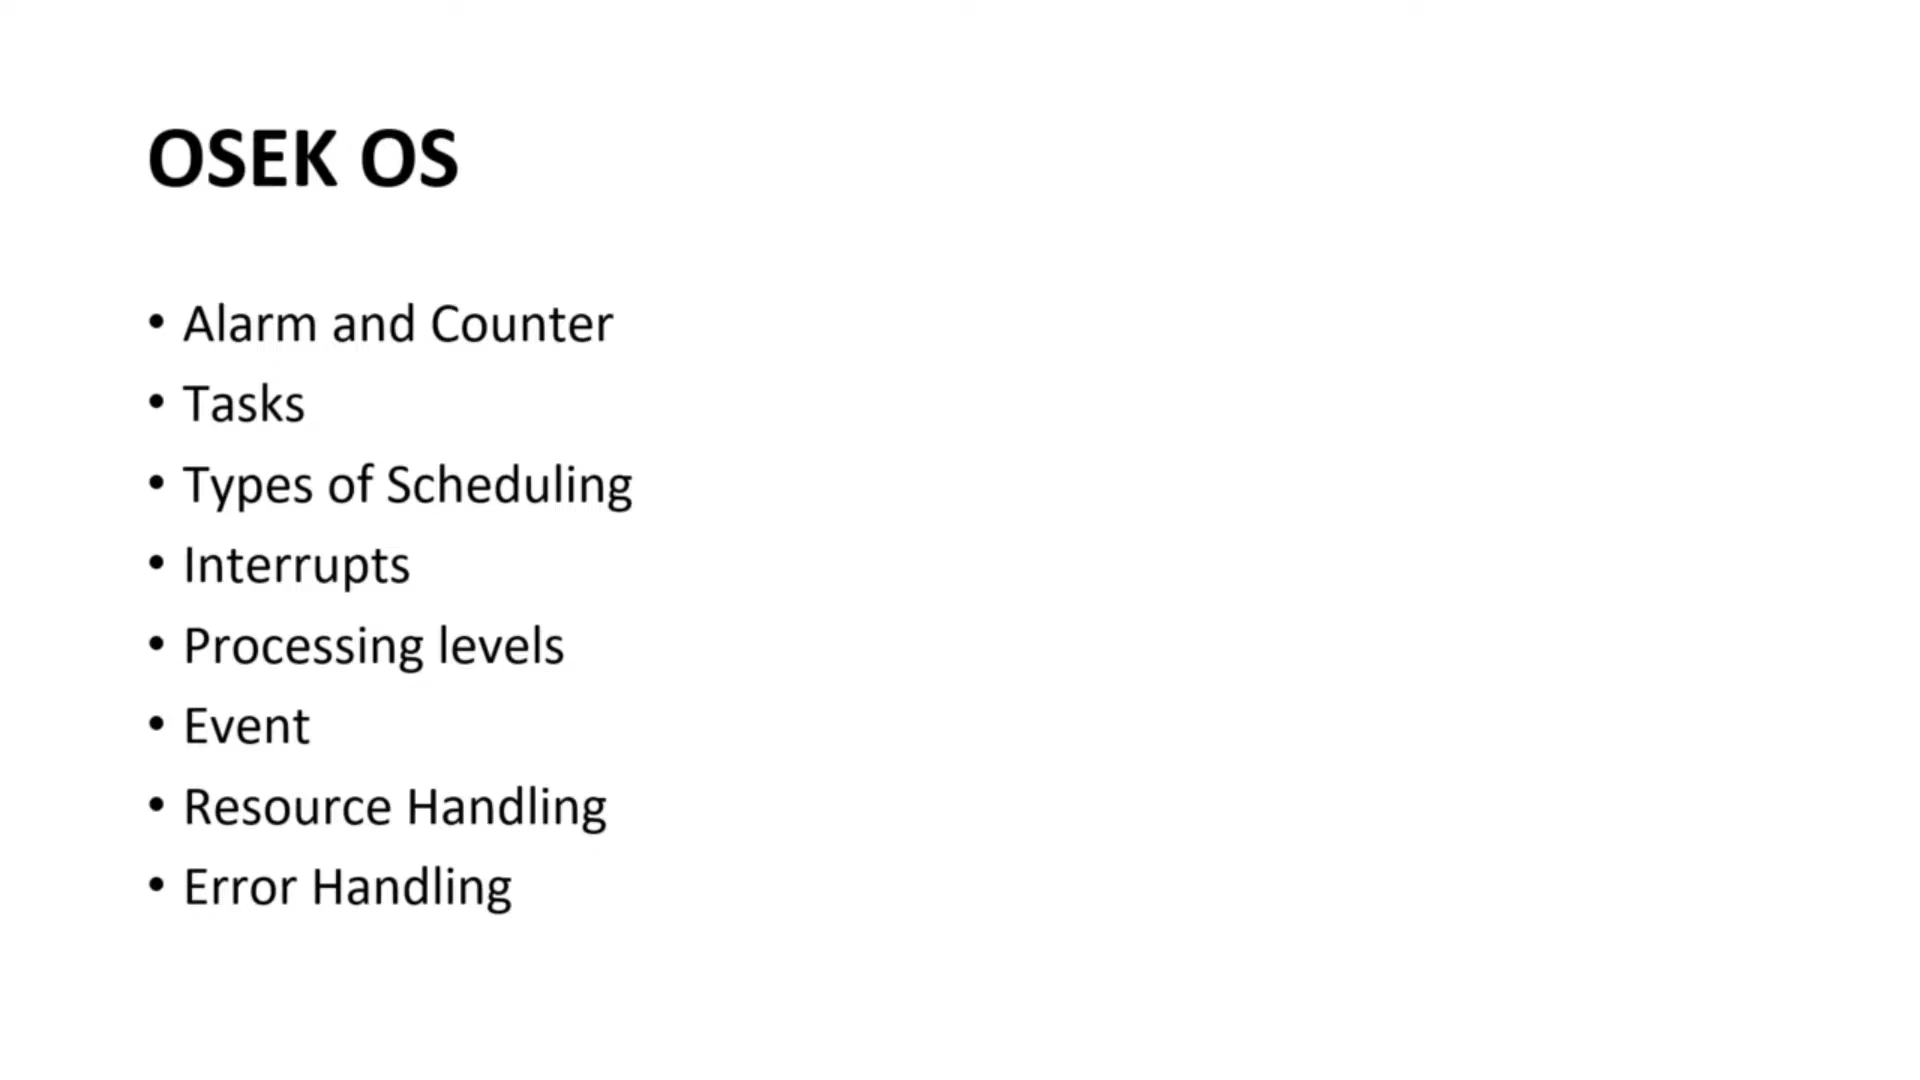 OSEK OS
• Alarm and Counter
• Tasks
• Types of Scheduling
• Interrupts
• Processing levels
• Event
• Resource Handling
• Error Handling